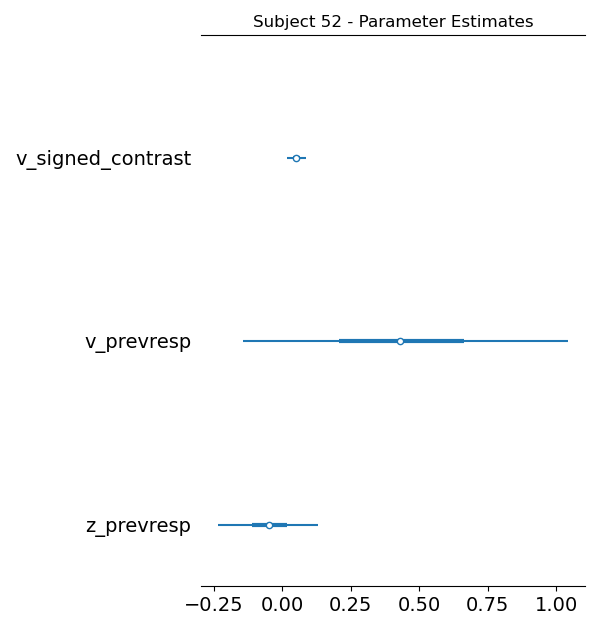 Subject 52 - Parameter Estimates
v_signed_contrast
v_prevresp
z_prevresp
−0.25 0.00 0.25 0.50 0.75 1.00